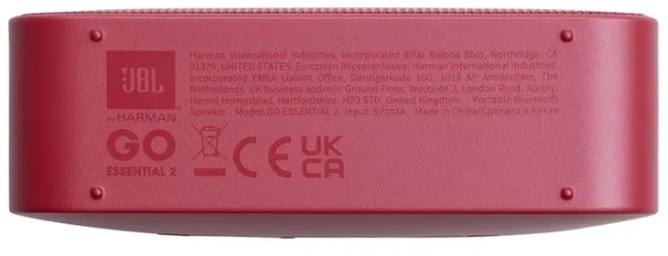 JBL
by HARMAN
GO
ESSENTIAL 2
Harman International Industries, Incorporated 8500 Balboa Blvd, Northridge, CA
91329, UNITED STATES, European Representative: Harman International Industries,
Incorporated EMEA Liaison Office, Danzigerkade 16G, 1013 AP Amsterdam, The
Netherlands. UK business address: Ground Floor, Westside 2, London Road, Apsley,
Hemel Hempstead, Hertfordshire, HP3 9TD, United Kingdom. Portable Bluetooth
Speaker Model: GO ESSENTIAL 2. Input: 5V⎓1A Made in China/Сделано в Китае
CE
UK
CA